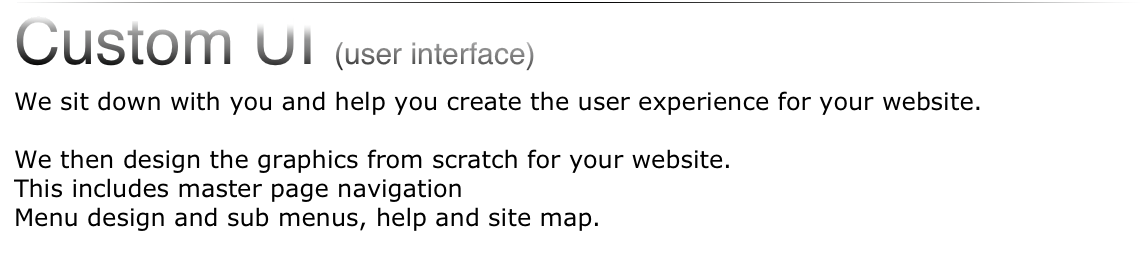 Custom UI (user interface)
We sit down with you and help you create the user experience for your website.
We then design the graphics from scratch for your website.
This includes master page navigation
Menu design and sub menus, help and site map.